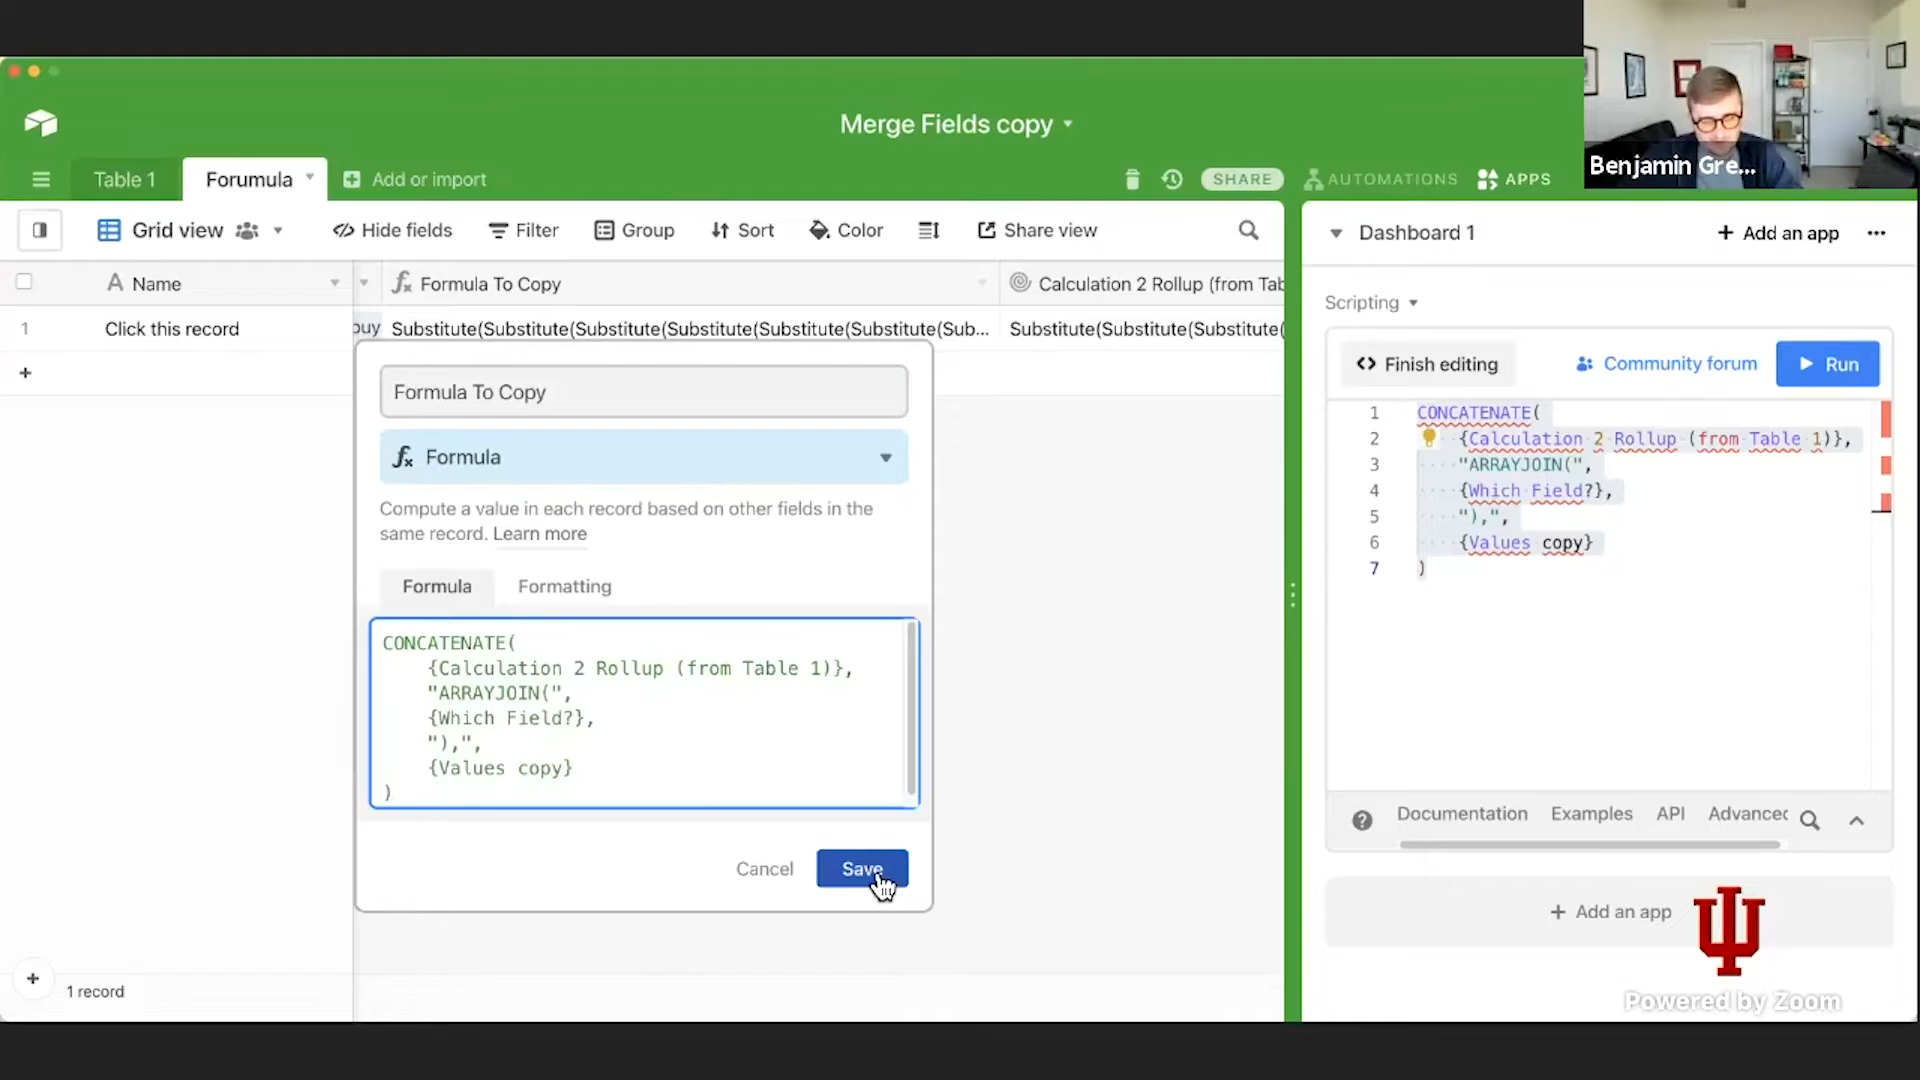 Merge Fields copy
Benjamin Gre...
Table 1
Forumula
Add or import
SHARE
AUTOMATIONS
APPS
Grid view
Hide fields
Filter
Group
Sort
Color
Share view
Dashboard 1
+ Add an app
Name
Formula To Copy
Calculation 2 Rollup (from Tab
Scripting
1
Click this record
buy
Substitute(Substitute(Substitute(Substitute(Substitute(Substitute(Sub...
Substitute(Substitute(Substitute(
+
Formula To Copy
Formula
Compute a value in each record based on other fields in the
same record. Learn more
Formula
Formatting
CONCATENATE(
{Calculation 2 Rollup (from Table 1)},
"ARRAYJOIN(",
{Which Field?},
"),",
{Values copy}
)
Cancel
Save
+
1 record
<> Finish editing
Community forum
Run
1 CONCATENATE(
2 {Calculation 2 Rollup (from Table 1)},
3 "ARRAYJOIN(",
4 {Which Field?},
5 "),",
6 {Values copy}
7 )
Documentation
Examples
API
Advanced
+ Add an app
Powered by Zoom